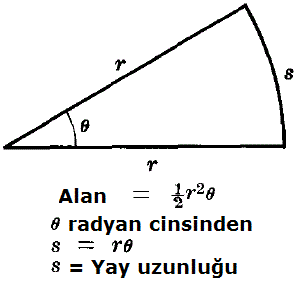 r
θ
s
r
Alan = ½r²θ
θ radyan cinsinden
s = rθ
s = Yay uzunluğu